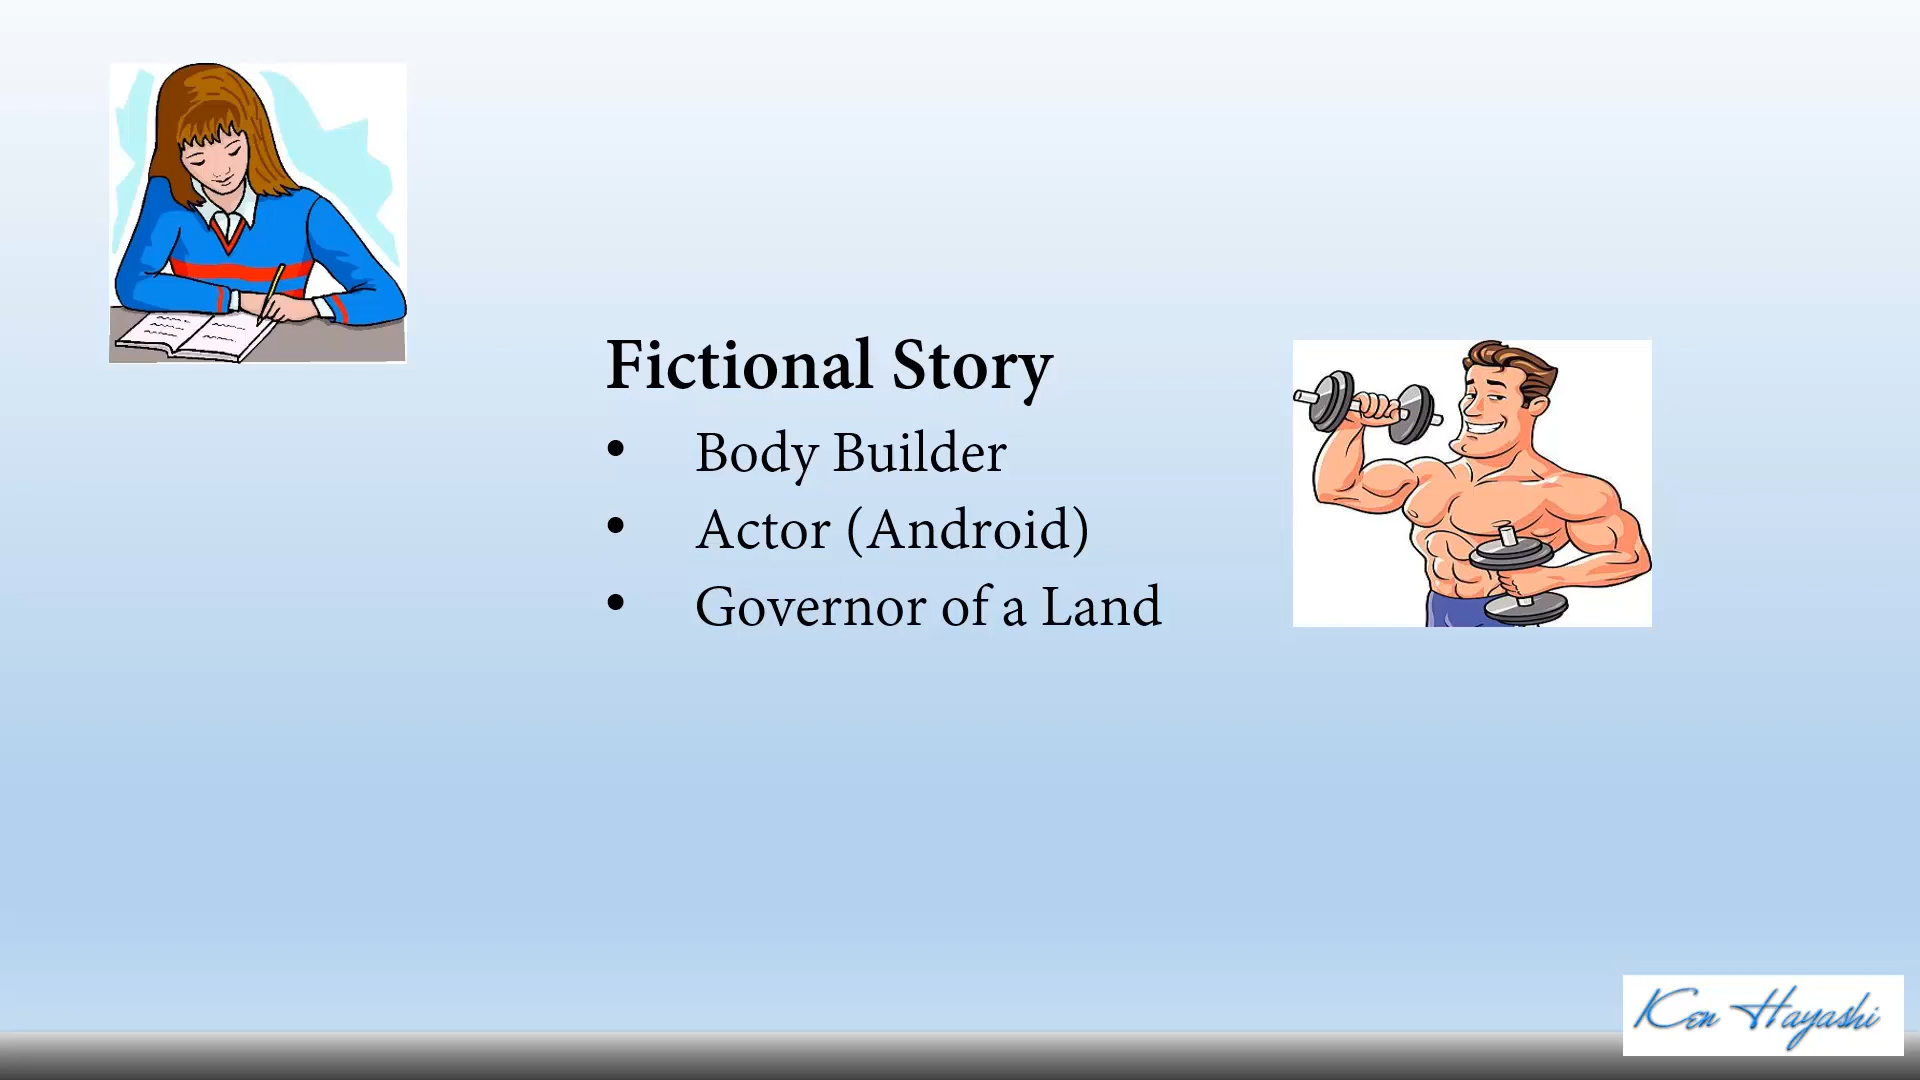 Fictional Story
• Body Builder
• Actor (Android)
• Governor of a Land
Ken Hayashi